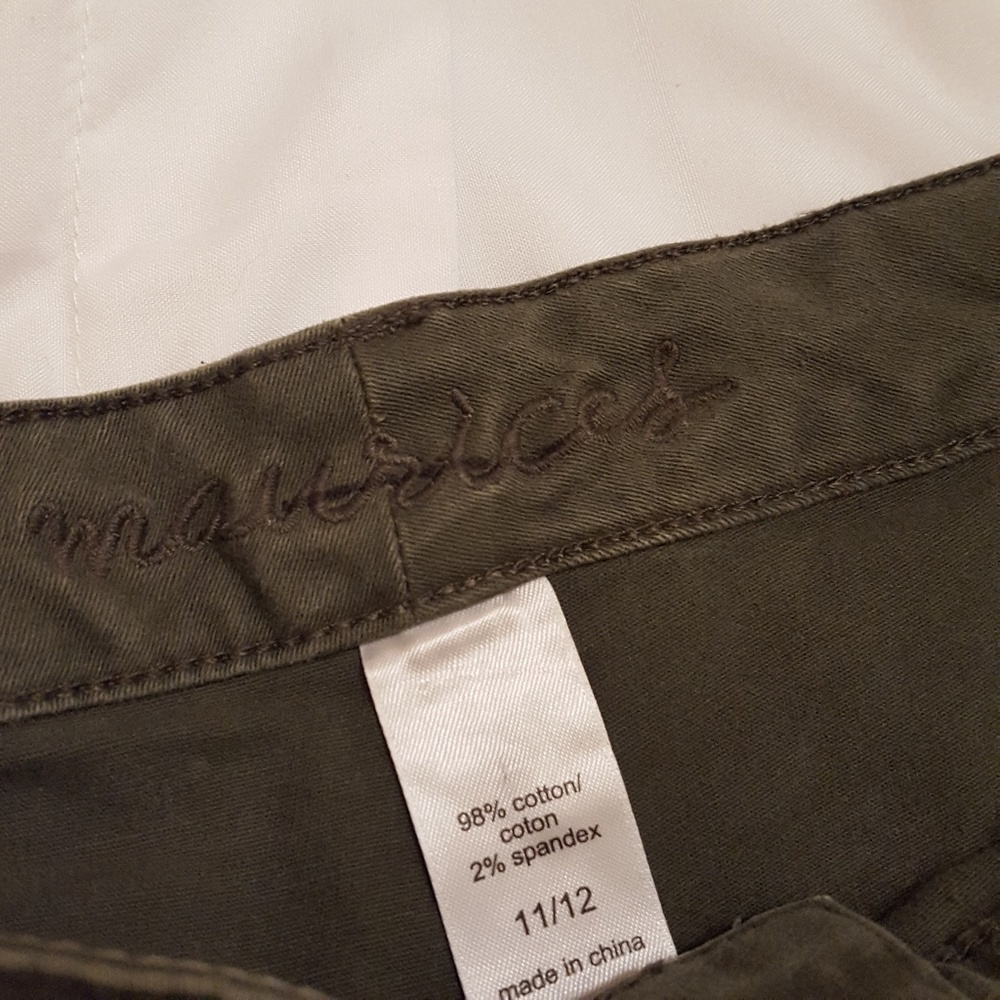 maurices
98% cotton/
coton
2% spandex
11/12
made in china